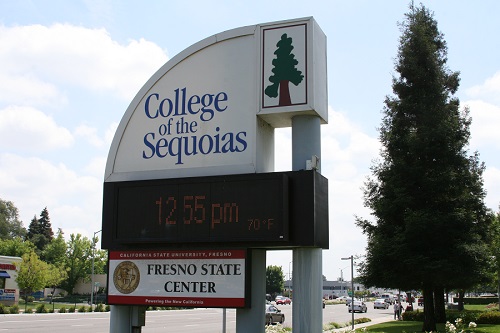 College
of the
Sequoias
12:55 pm
70°F
CALIFORNIA STATE UNIVERSITY, FRESNO
FRESNO STATE
CENTER
Powering the New California